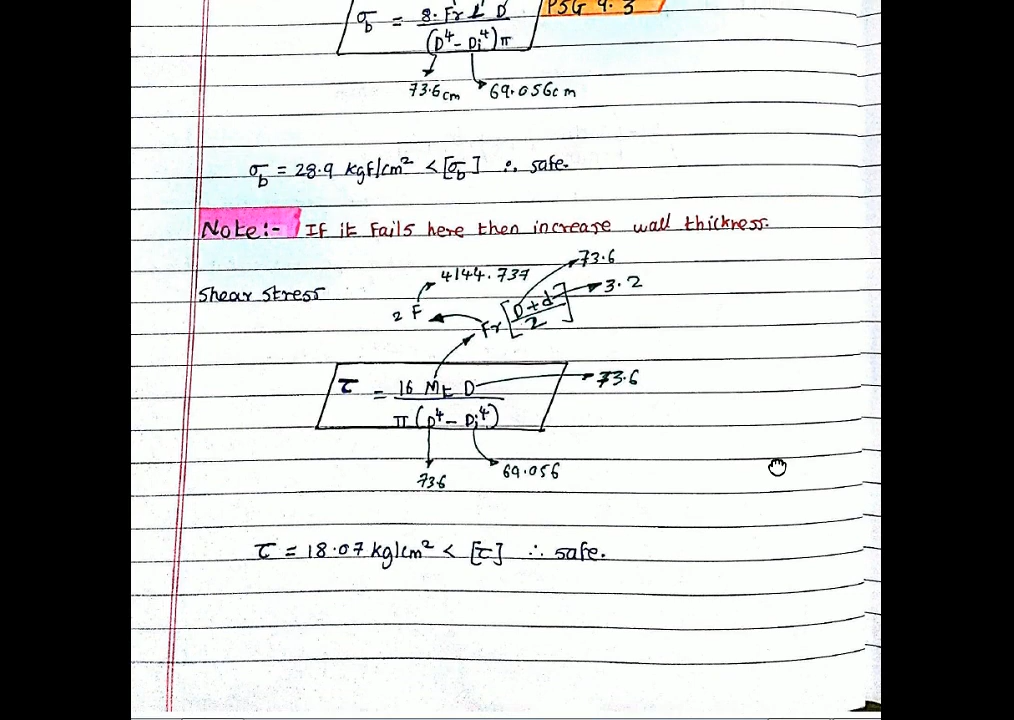 σb = 8. Fr L D / (D⁴ - Di⁴) π PSG 9.3
73.6 cm 69.056 cm
σb = 28.9 kgf/cm² < [σb] ∴ safe.
Note:- If it Fails here then increase wall thickness.
4144.737 73.6
Shear Stress
2 F Fr [D+d / 2] 3.2
τ = 16 Mt D / π (D⁴ - Di⁴) 73.6
73.6 69.056
τ = 18.07 kg/cm² < [τ] ∴ safe.